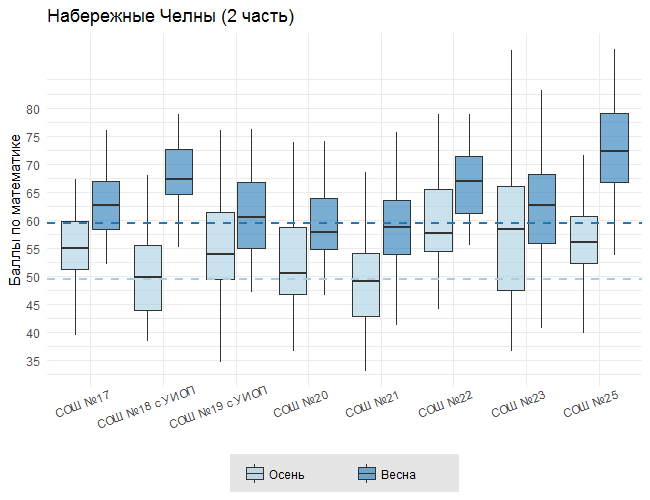 Набережные Челны (2 часть)
Баллы по математике
80
75
70
65
60
55
50
45
40
35
СОШ №17
СОШ №18 с УИОП
СОШ №19 с УИОП
СОШ №20
СОШ №21
СОШ №22
СОШ №23
СОШ №25
Осень
Весна